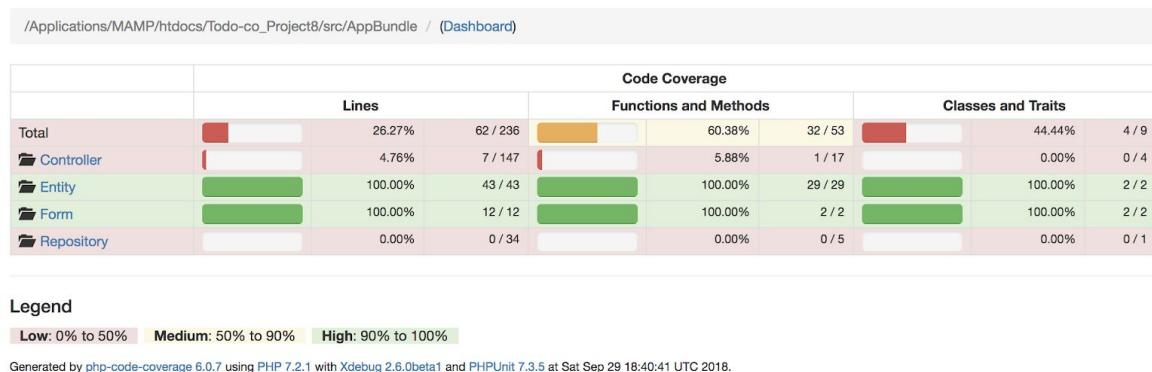 /Applications/MAMP/htdocs/Todo-co_Project8/src/AppBundle / (Dashboard)
Code Coverage
Lines Functions and Methods Classes and Traits
Total 26.27% 62 / 236 60.38% 32 / 53 44.44% 4 / 9
Controller 4.76% 7 / 147 5.88% 1 / 17 0.00% 0 / 4
Entity 100.00% 43 / 43 100.00% 29 / 29 100.00% 2 / 2
Form 100.00% 12 / 12 100.00% 2 / 2 100.00% 2 / 2
Repository 0.00% 0 / 34 0.00% 0 / 5 0.00% 0 / 1
Legend
Low: 0% to 50% Medium: 50% to 90% High: 90% to 100%
Generated by php-code-coverage 6.0.7 using PHP 7.2.1 with Xdebug 2.6.0beta1 and PHPUnit 7.3.5 at Sat Sep 29 18:40:41 UTC 2018.